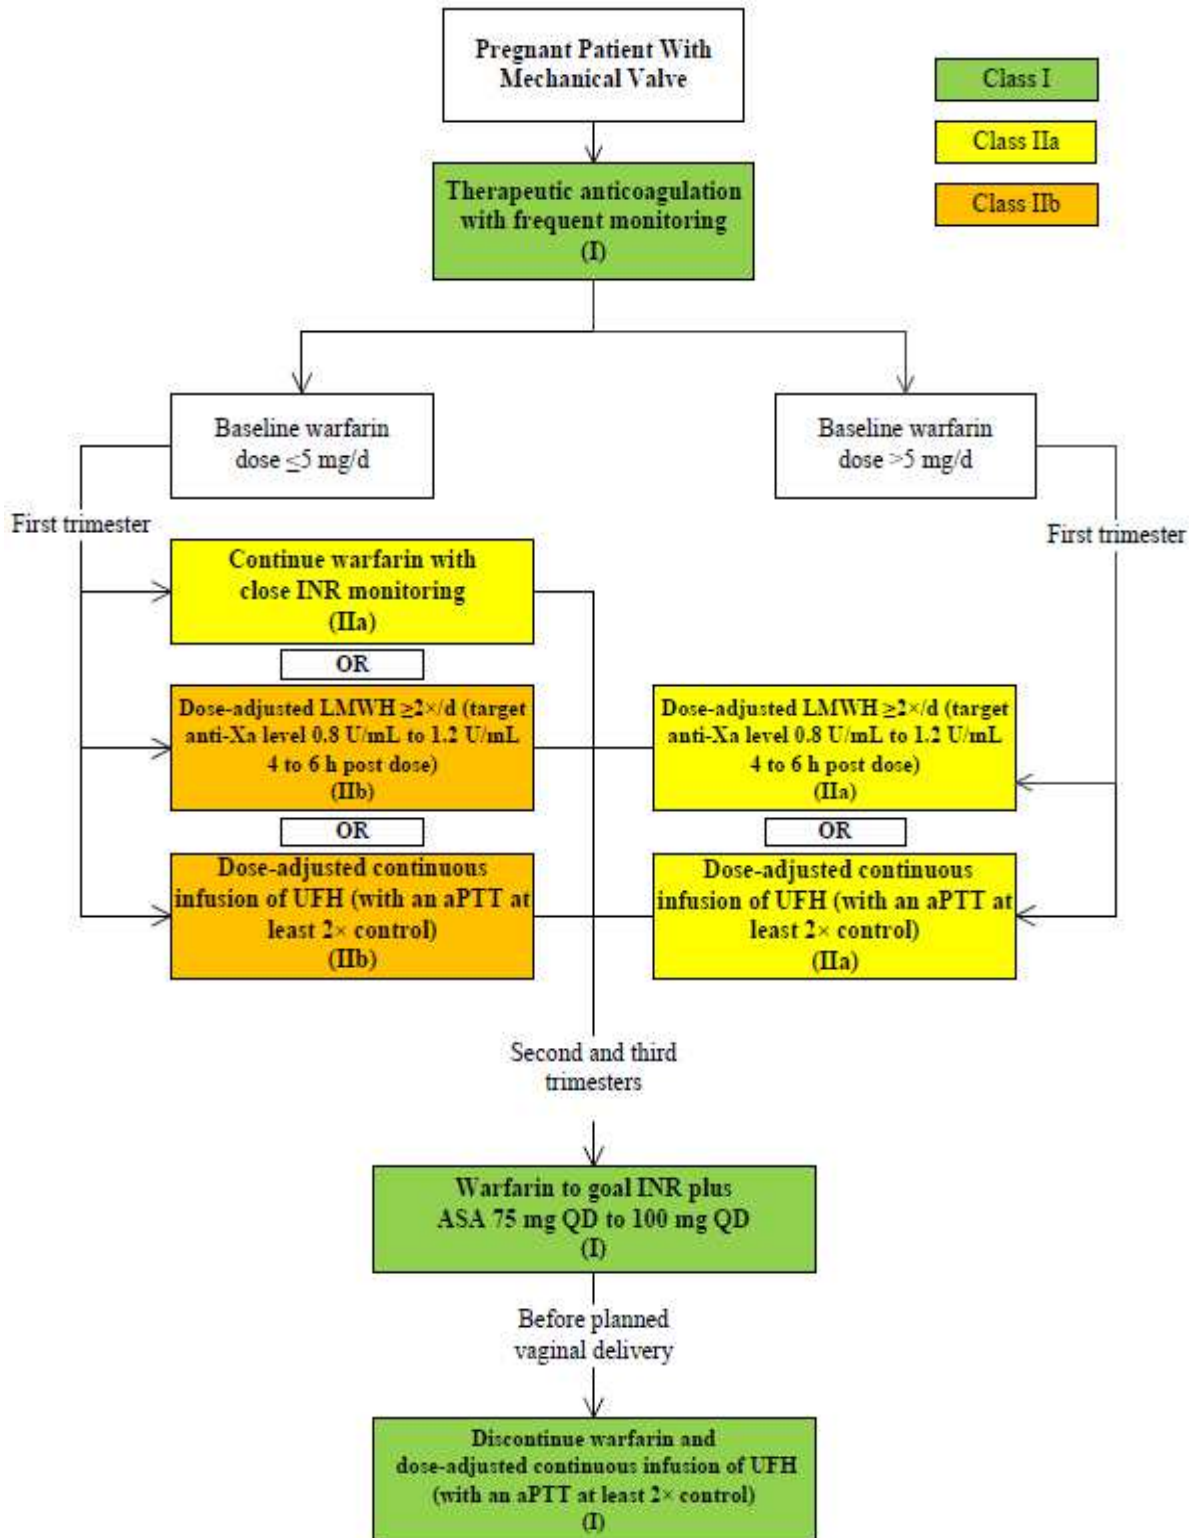 Pregnant Patient With
Mechanical Valve
Class I
Class IIa
Class IIb
Therapeutic anticoagulation
with frequent monitoring
(I)
Baseline warfarin
dose ≤5 mg/d
Baseline warfarin
dose >5 mg/d
First trimester
First trimester
Continue warfarin with
close INR monitoring
(IIa)
OR
Dose-adjusted LMWH ≥2×/d (target
anti-Xa level 0.8 U/mL to 1.2 U/mL
4 to 6 h post dose)
(IIb)
OR
Dose-adjusted continuous
infusion of UFH (with an aPTT at
least 2× control)
(IIb)
Dose-adjusted LMWH ≥2×/d (target
anti-Xa level 0.8 U/mL to 1.2 U/mL
4 to 6 h post dose)
(IIa)
OR
Dose-adjusted continuous
infusion of UFH (with an aPTT at
least 2× control)
(IIa)
Second and third
trimesters
Warfarin to goal INR plus
ASA 75 mg QD to 100 mg QD
(I)
Before planned
vaginal delivery
Discontinue warfarin and
dose-adjusted continuous infusion of UFH
(with an aPTT at least 2× control)
(I)